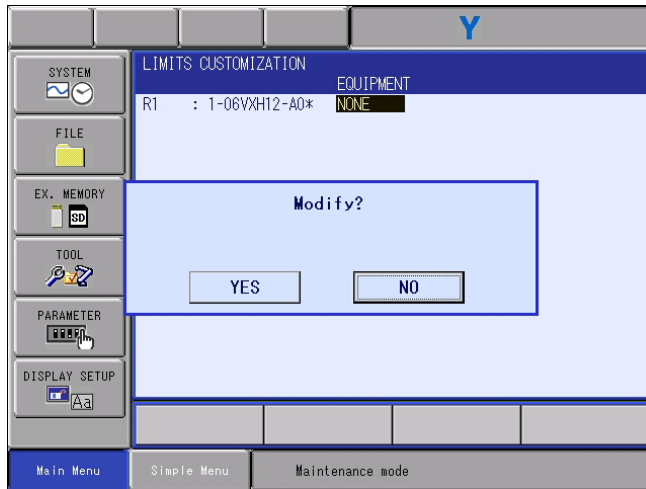 Y
SYSTEM
FILE
EX. MEMORY
SD
TOOL
PARAMETER
DISPLAY SETUP
Aa
LIMITS CUSTOMIZATION
EQUIPMENT
R1 : 1-06VXH12-A0* NONE
Modify?
YES NO
Main Menu Simple Menu Maintenance mode